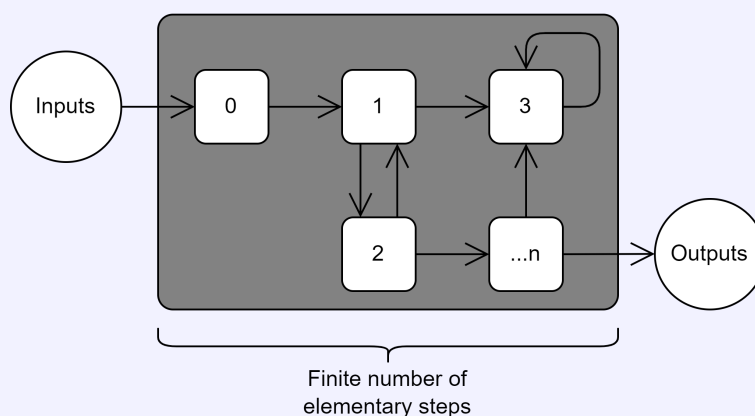 Inputs
0
1
3
2
...n
Outputs
Finite number of
elementary steps